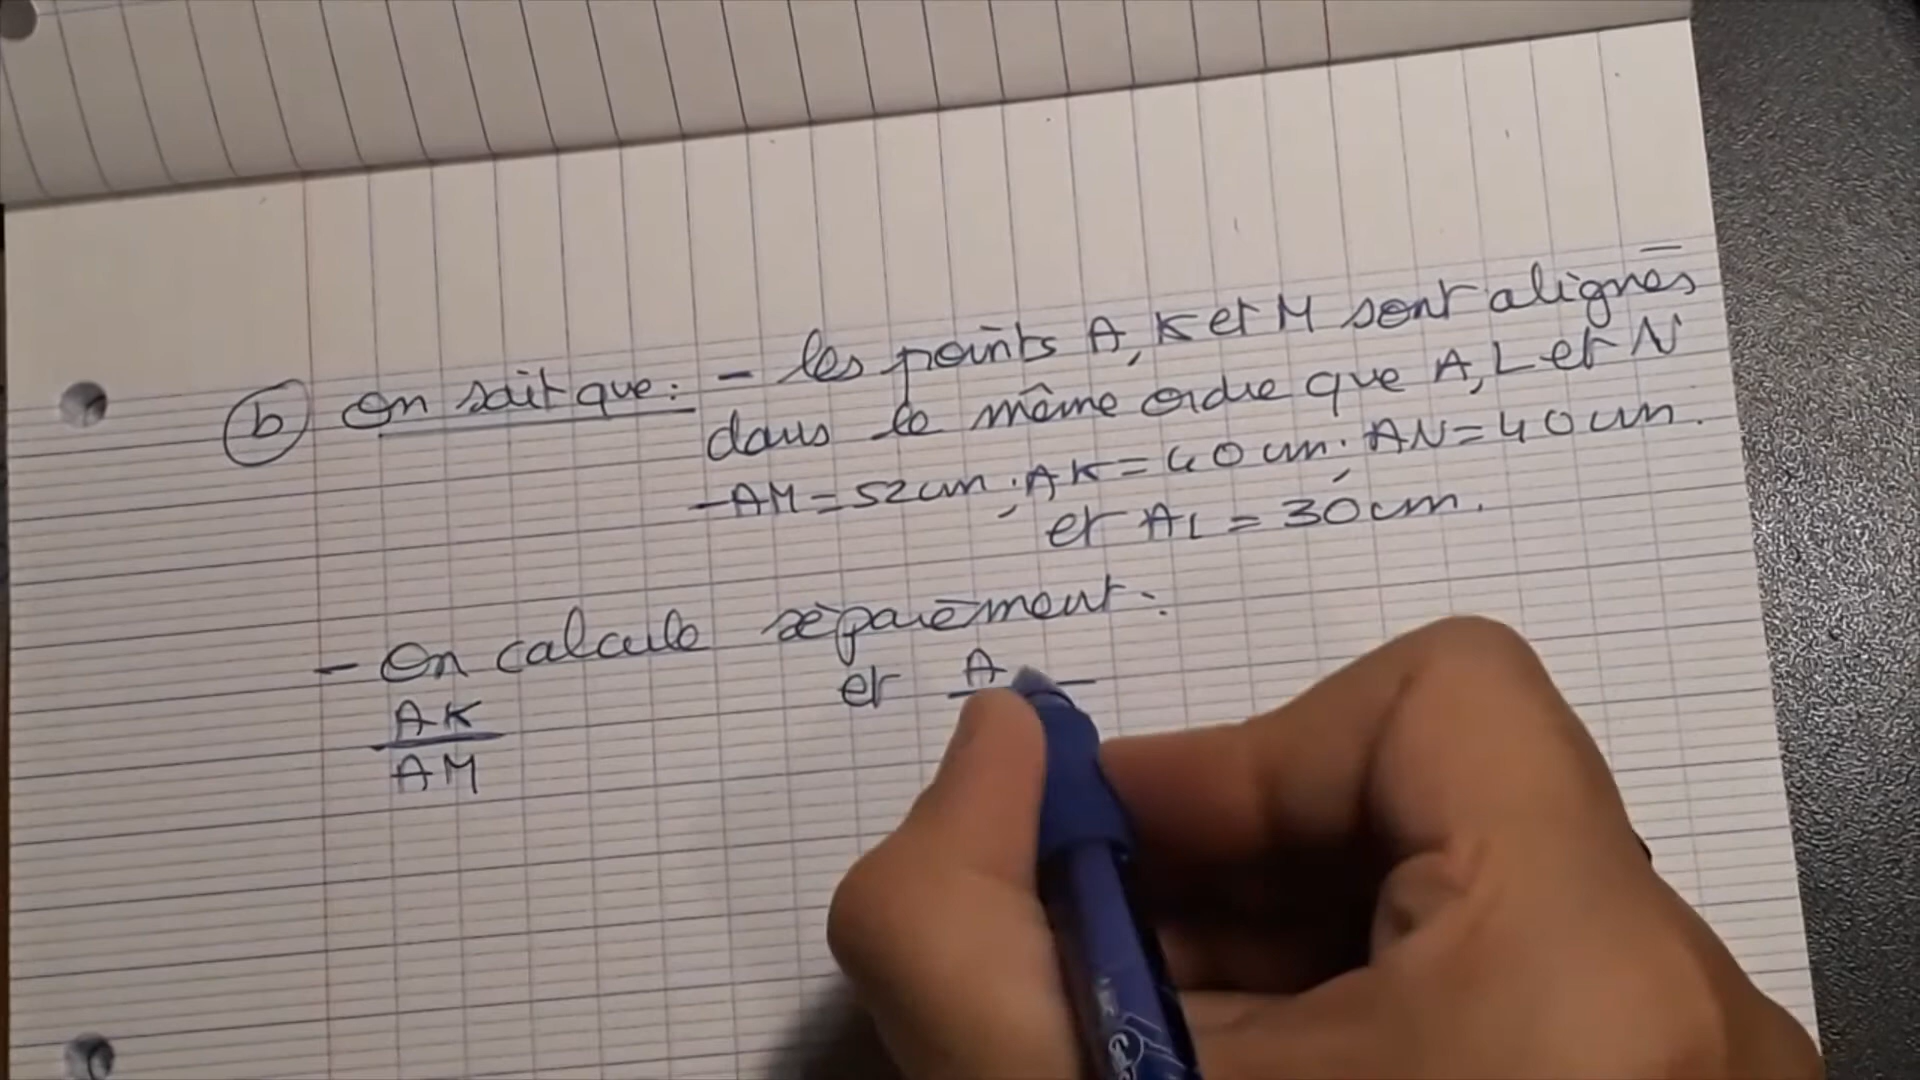 b On sait que : - les points A, K et M sont alignés
dans le même ordre que A, L et N
- AM = 52 cm ; AK = 40 cm ; AN = 40 cm.
et AL = 30 cm.
- On calcule séparément :
AK et A
AM